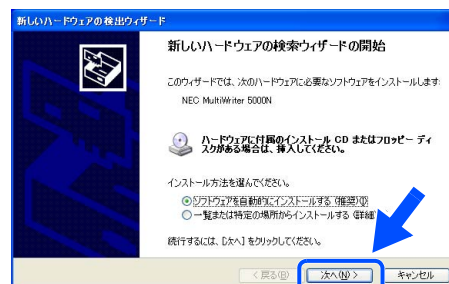 新しいハードウェアの検出ウィザード
新しいハードウェアの検索ウィザードの開始
このウィザードでは、次のハードウェアに必要なソフトウェアをインストールします:
NEC MultiWriter 5000N
ハードウェアに付属のインストール CD またはフロッピー ディ
スクがある場合は、挿入してください。
インストール方法を選んでください。
ソフトウェアを自動的にインストールする (推奨)(I)
一覧または特定の場所からインストールする (詳細)
続行するには、[次へ] をクリックしてください。
< 戻る(B)
次へ(N) >
キャンセル